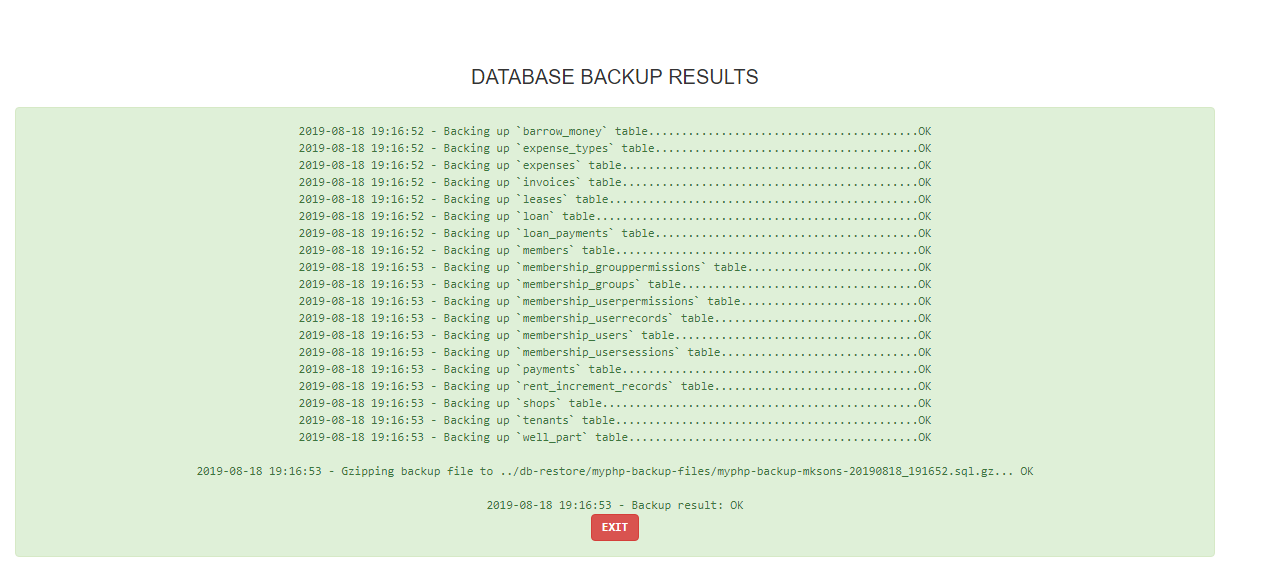 DATABASE BACKUP RESULTS
2019-08-18 19:16:52 - Backing up `barrow_money` table.........................................OK
2019-08-18 19:16:52 - Backing up `expense_types` table........................................OK
2019-08-18 19:16:52 - Backing up `expenses` table.............................................OK
2019-08-18 19:16:52 - Backing up `invoices` table.............................................OK
2019-08-18 19:16:52 - Backing up `leases` table...............................................OK
2019-08-18 19:16:52 - Backing up `loan` table.................................................OK
2019-08-18 19:16:52 - Backing up `loan_payments` table........................................OK
2019-08-18 19:16:52 - Backing up `members` table..............................................OK
2019-08-18 19:16:53 - Backing up `membership_grouppermissions` table..........................OK
2019-08-18 19:16:53 - Backing up `membership_groups` table....................................OK
2019-08-18 19:16:53 - Backing up `membership_userpermissions` table...........................OK
2019-08-18 19:16:53 - Backing up `membership_userrecords` table...............................OK
2019-08-18 19:16:53 - Backing up `membership_users` table.....................................OK
2019-08-18 19:16:53 - Backing up `membership_usersessions` table..............................OK
2019-08-18 19:16:53 - Backing up `payments` table.............................................OK
2019-08-18 19:16:53 - Backing up `rent_increment_records` table...............................OK
2019-08-18 19:16:53 - Backing up `shops` table................................................OK
2019-08-18 19:16:53 - Backing up `tenants` table..............................................OK
2019-08-18 19:16:53 - Backing up `well_part` table............................................OK
2019-08-18 19:16:53 - Gzipping backup file to ../db-restore/myphp-backup-files/myphp-backup-mksons-20190818_191652.sql.gz... OK
2019-08-18 19:16:53 - Backup result: OK
EXIT